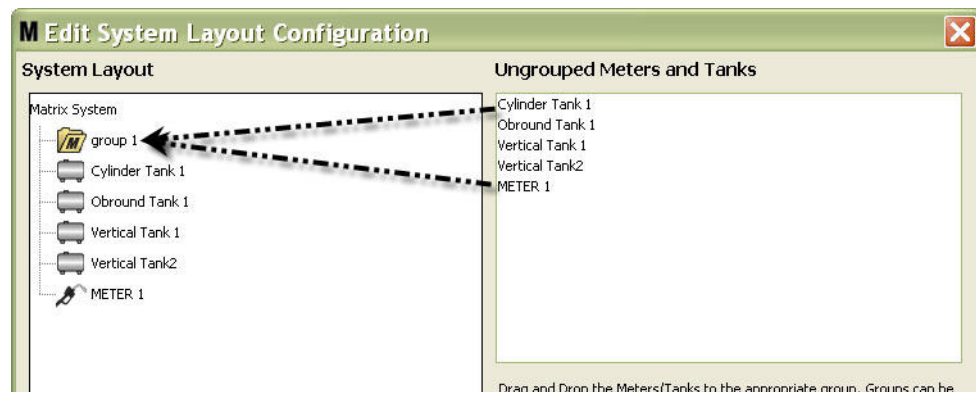 M Edit System Layout Configuration
System Layout
Matrix System
M group 1
Cylinder Tank 1
Obround Tank 1
Vertical Tank 1
Vertical Tank2
METER 1
Ungrouped Meters and Tanks
Cylinder Tank 1
Obround Tank 1
Vertical Tank 1
Vertical Tank2
METER 1
Drag and Drop the Meters/Tanks to the appropriate group. Groups can be